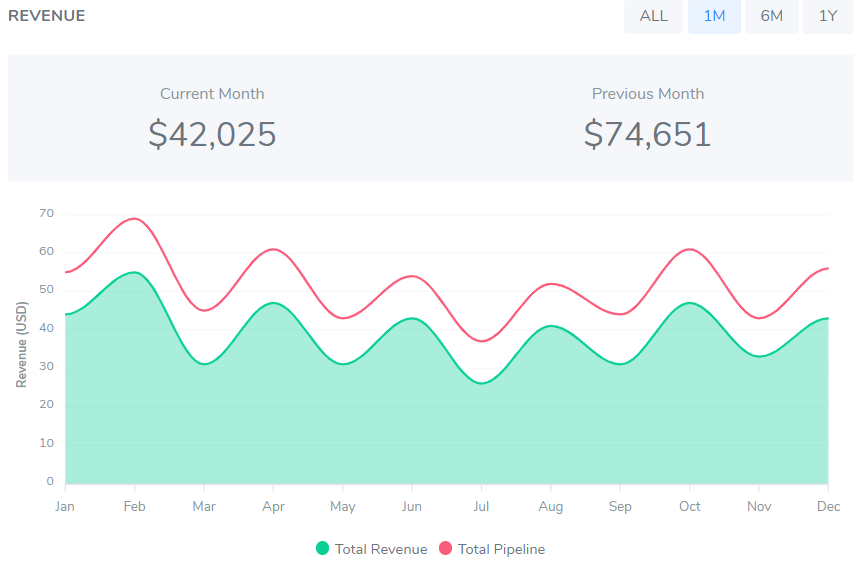 REVENUE
ALL 1M 6M 1Y
Current Month
$42,025
Previous Month
$74,651
70
60
50
40
30
20
10
0
Revenue (USD)
Jan Feb Mar Apr May Jun Jul Aug Sep Oct Nov Dec
Total Revenue Total Pipeline